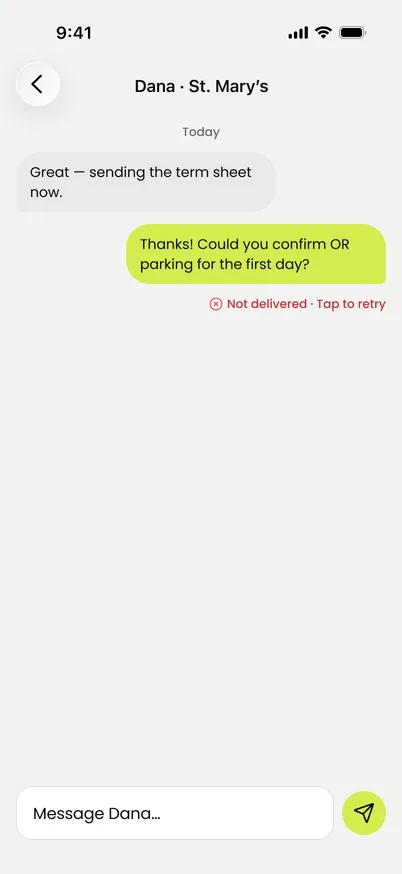 9:41
Dana · St. Mary’s
Today
Great — sending the term sheet
now.
Thanks! Could you confirm OR
parking for the first day?
Not delivered · Tap to retry
Message Dana…